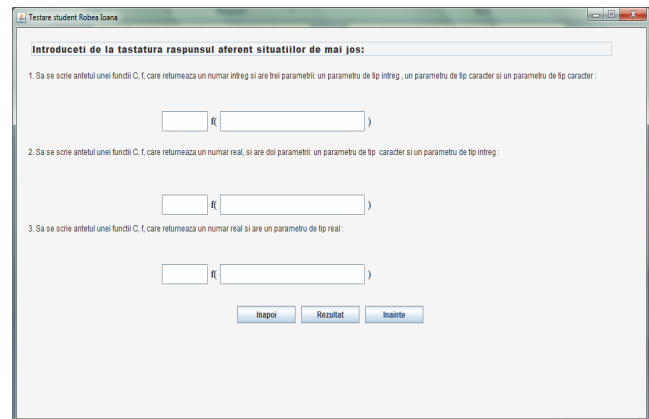 Testare student Robea Ioana
Introduceti de la tastatura raspunsul aferent situatiilor de mai jos:
1. Sa se scrie antetul unei functii C, f, care returneaza un numar intreg si are trei parametrii: un parametru de tip intreg , un parametru de tip caracter si un parametru de tip caracter :
f( )
2. Sa se scrie antetul unei functii C, f, care returneaza un numar real, si are doi parametrii: un parametru de tip caracter si un parametru de tip intreg :
f( )
3. Sa se scrie antetul unei functii C, f, care returneaza un numar real si are un parametru de tip real :
f( )
Inapoi Rezultat Inainte